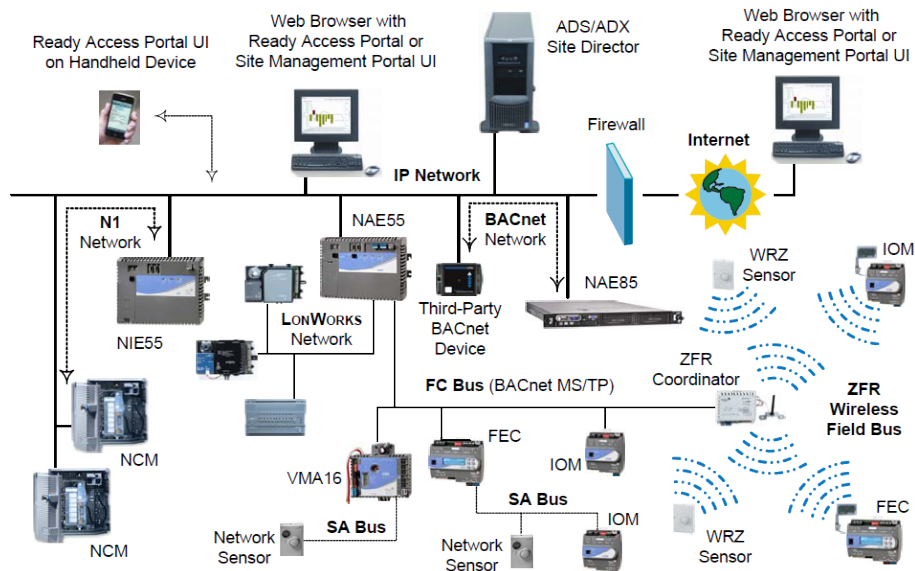 Ready Access Portal UI
on Handheld Device
Web Browser with
Ready Access Portal or
Site Management Portal UI
ADS/ADX
Site Director
Web Browser with
Ready Access Portal or
Site Management Portal UI
Firewall
Internet
IP Network
N1
Network
NAE55
BACnet
Network
WRZ
Sensor
IOM
NIE55
LONWORKS
Network
Third-Party
BACnet
Device
NAE85
FC Bus (BACnet MS/TP)
ZFR
Coordinator
ZFR
Wireless
Field Bus
NCM
VMA16
FEC
IOM
NCM
Network
Sensor
SA Bus
SA Bus
Network
Sensor
IOM
WRZ
Sensor
FEC